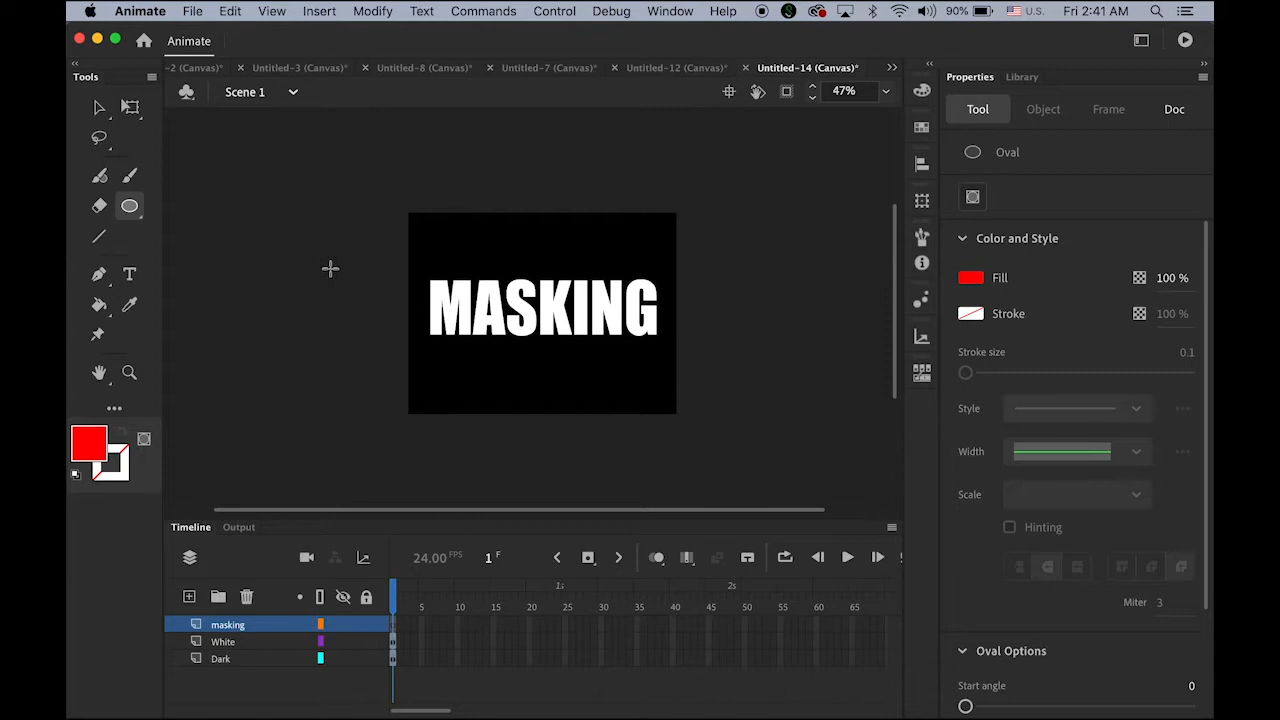 Animate File Edit View Insert Modify Text Commands Control Debug Window Help 90% U.S. Fri 2:41 AM
Animate
-2 (Canvas)* Untitled-3 (Canvas)* Untitled-8 (Canvas)* Untitled-7 (Canvas)* Untitled-12 (Canvas)* Untitled-14 (Canvas)*
Tools
Scene 1 47%
Properties Library
Tool Object Frame Doc
Oval
Color and Style
Fill 100 %
Stroke 100 %
Stroke size 0.1
Style
Width
Scale
Hinting
Miter 3
Oval Options
Start angle 0
MASKING
Timeline Output
24.00 FPS 1 F
1s 2s
5 10 15 20 25 30 35 40 45 50 55 60 65
masking
White
Dark